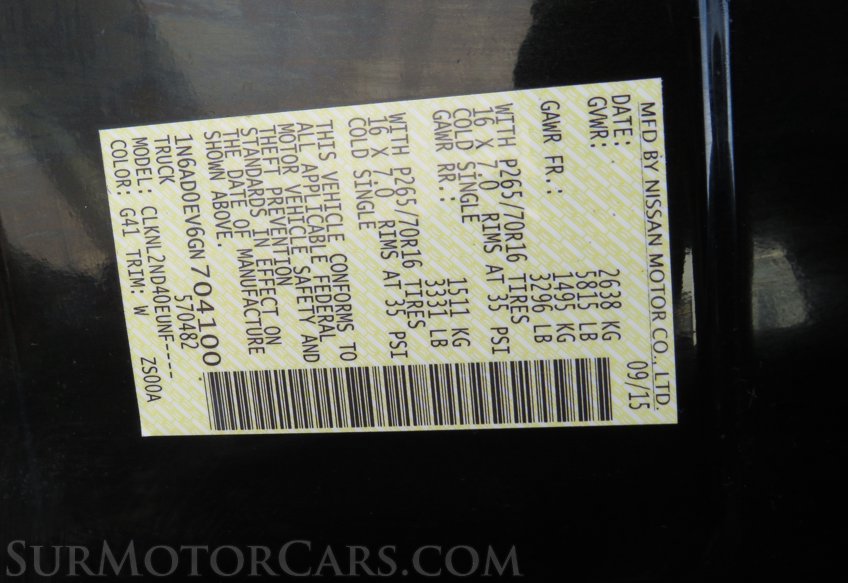 MFD BY NISSAN MOTOR CO., LTD.
DATE: 09/15
GVWR: 2638 KG
5815 LB
GAWR FR.: 1495 KG
3296 LB
WITH P265/70R16 TIRES
16 X 7.0 RIMS AT 35 PSI
COLD SINGLE
GAWR RR.: 1511 KG
3331 LB
WITH P265/70R16 TIRES
16 X 7.0 RIMS AT 35 PSI
COLD SINGLE
THIS VEHICLE CONFORMS TO
ALL APPLICABLE FEDERAL
MOTOR VEHICLE SAFETY AND
THEFT PREVENTION
STANDARDS IN EFFECT ON
THE DATE OF MANUFACTURE
SHOWN ABOVE.
1N6AD0EV6GN704100
TRUCK 570482
MODEL: CLKNL2ND40EUNF----
COLOR: G41 TRIM: W ZS00A
SURMOTORCARS.COM